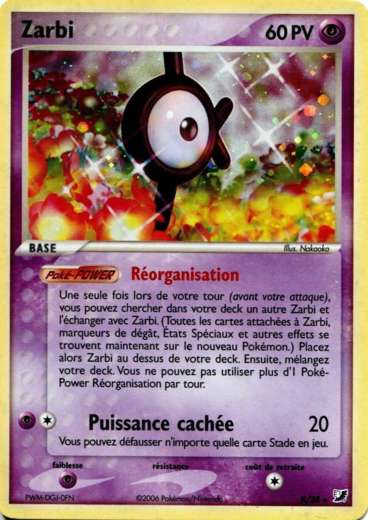 Zarbi 60 PV
BASE
Illus. Nakaoka
Poké-POWER Réorganisation
Une seule fois lors de votre tour (avant votre attaque),
vous pouvez chercher dans votre deck un autre Zarbi et
l'échanger avec Zarbi. (Toutes les cartes attachées à Zarbi,
marqueurs de dégât, États Spéciaux et autres effets se
trouvent maintenant sur le nouveau Pokémon.) Placez
alors Zarbi au dessus de votre deck. Ensuite, mélangez
votre deck. Vous ne pouvez pas utiliser plus d'1 Poké-
Power Réorganisation par tour.
Puissance cachée 20
Vous pouvez défausser n'importe quelle carte Stade en jeu.
faiblesse résistance coût de retraite
PWM-DGJ-0FN
©2006 Pokémon/Nintendo
K/28